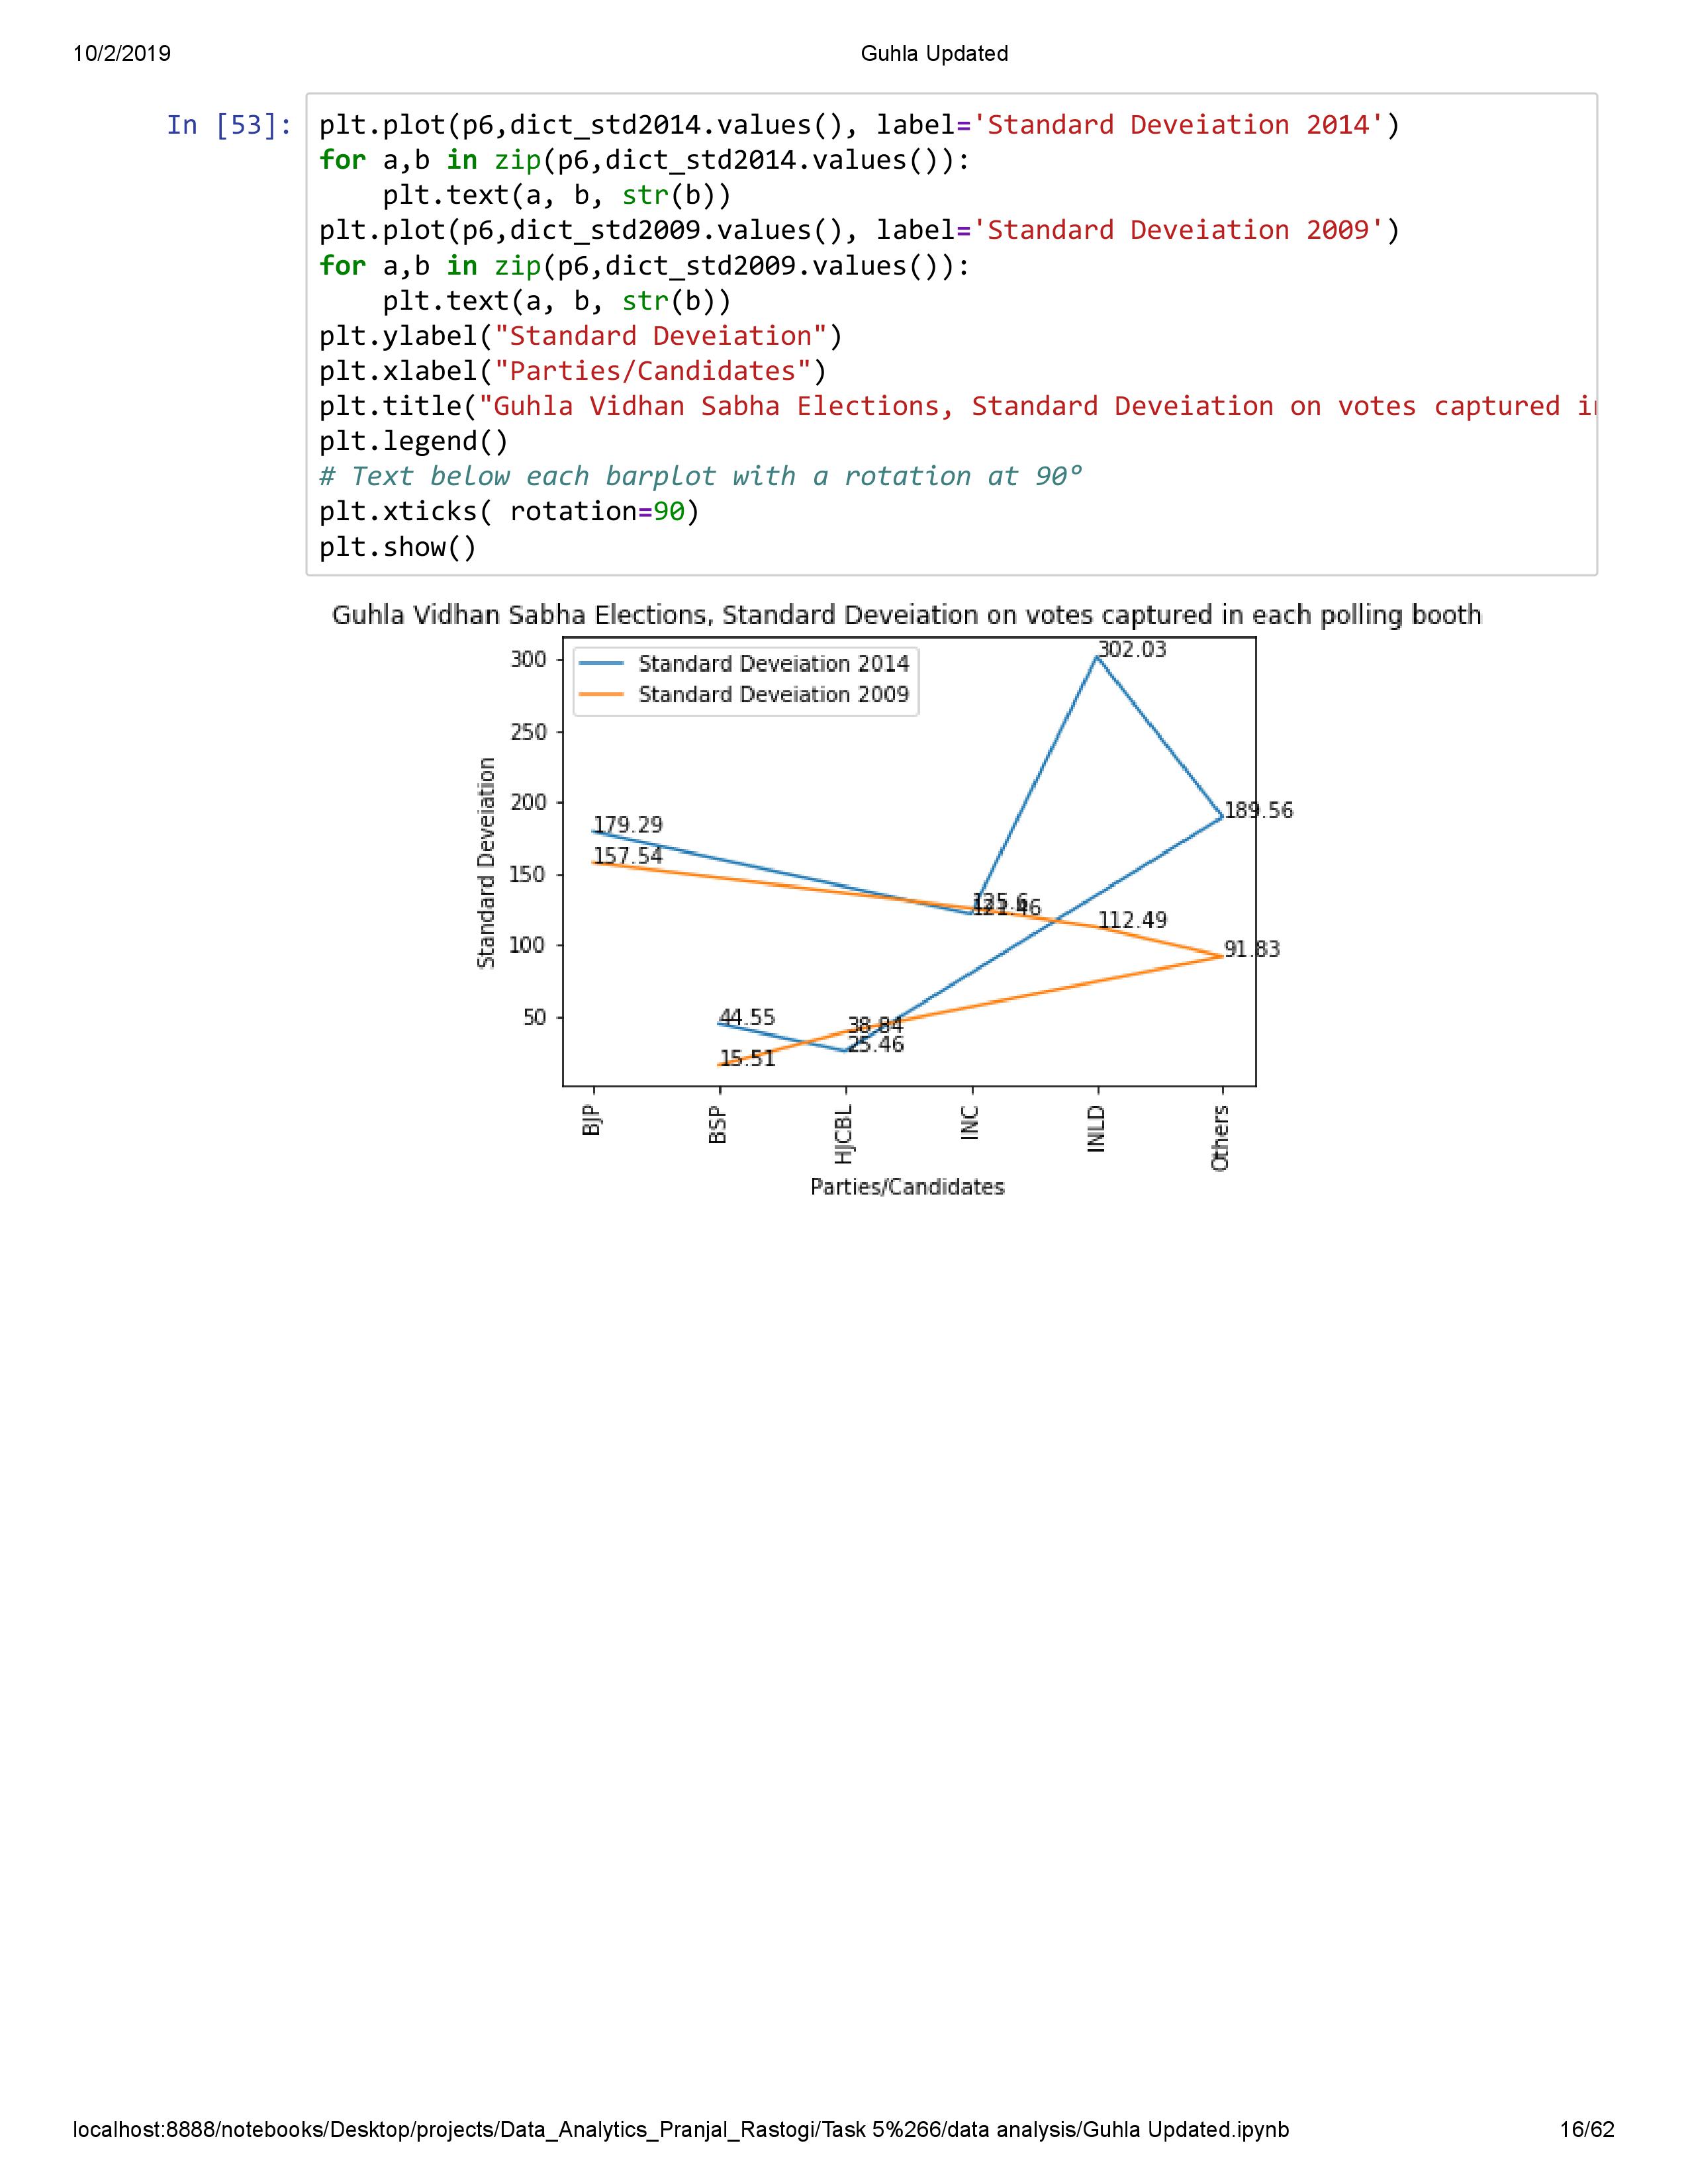 10/2/2019 Guhla Updated
In [53]: plt.plot(p6,dict_std2014.values(), label='Standard Deveiation 2014')
for a,b in zip(p6,dict_std2014.values()):
    plt.text(a, b, str(b))
plt.plot(p6,dict_std2009.values(), label='Standard Deveiation 2009')
for a,b in zip(p6,dict_std2009.values()):
    plt.text(a, b, str(b))
plt.ylabel("Standard Deveiation")
plt.xlabel("Parties/Candidates")
plt.title("Guhla Vidhan Sabha Elections, Standard Deveiation on votes captured in
plt.legend()
# Text below each barplot with a rotation at 90º
plt.xticks( rotation=90)
plt.show()
Guhla Vidhan Sabha Elections, Standard Deveiation on votes captured in each polling booth
Standard Deveiation 2014
Standard Deveiation 2009
300
250
200
150
100
50
Standard Deveiation
302.03
189.56
179.29
157.54
112.49
91.83
44.55
38.84
25.46
15.51
BJP
BSP
HJCBL
INC
INLD
Others
Parties/Candidates
localhost:8888/notebooks/Desktop/projects/Data_Analytics_Pranjal_Rastogi/Task 5%266/data analysis/Guhla Updated.ipynb 16/62